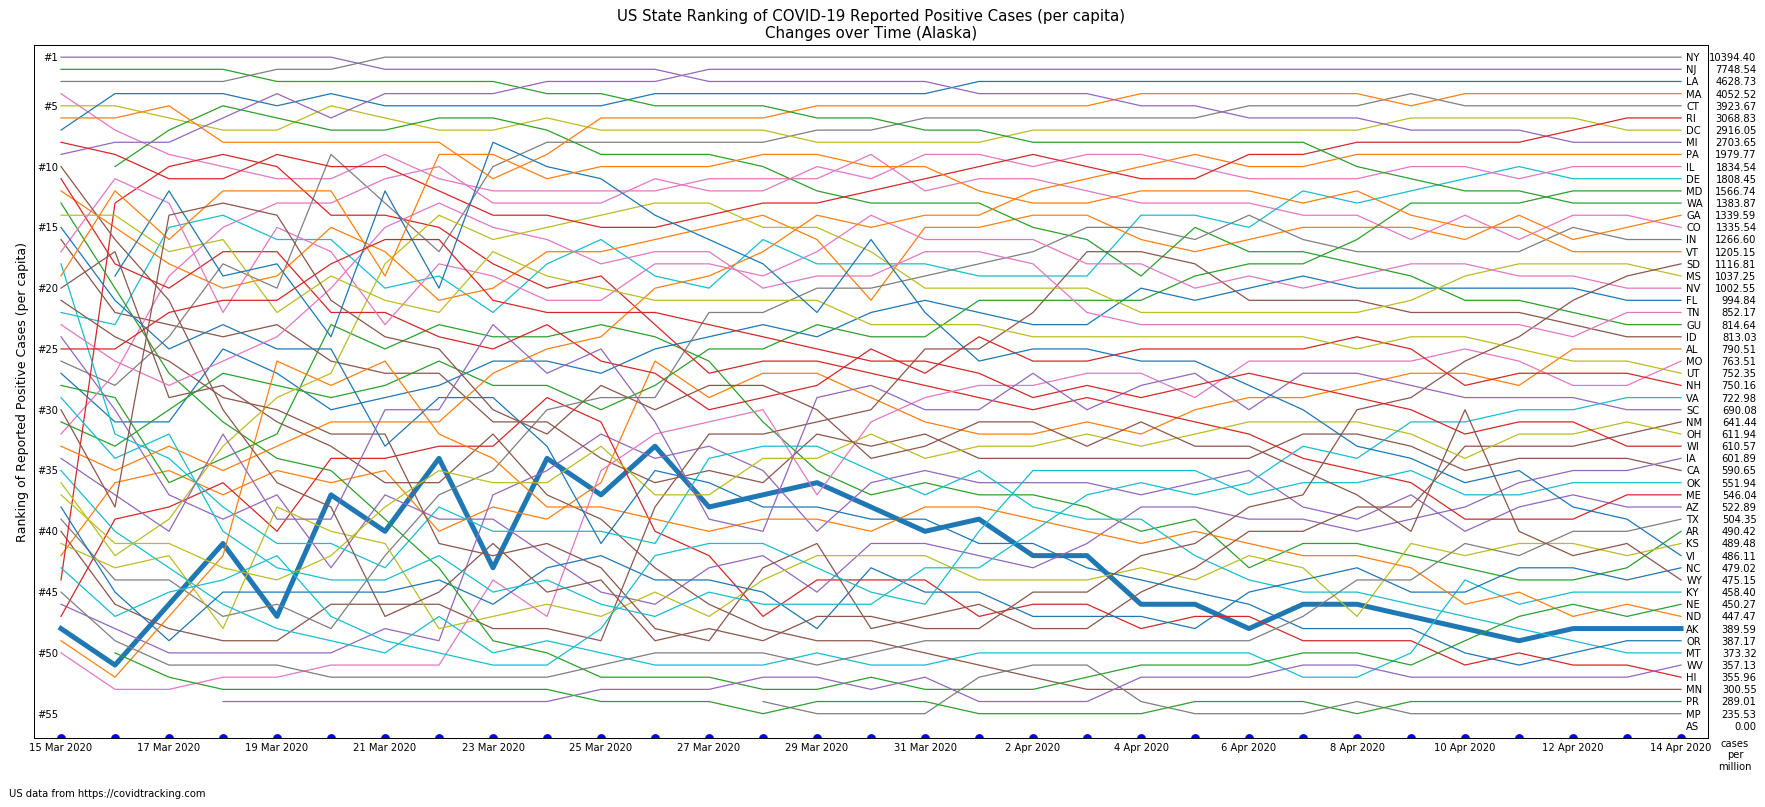 US State Ranking of COVID-19 Reported Positive Cases (per capita)
Changes over Time (Alaska)
Ranking of Reported Positive Cases (per capita)
#1
#5
#10
#15
#20
#25
#30
#35
#40
#45
#50
#55
NY 10394.40
NJ 7748.54
LA 4628.73
MA 4052.52
CT 3923.67
RI 3068.83
DC 2916.05
MI 2703.65
PA 1979.77
IL 1834.54
DE 1808.45
MD 1566.74
WA 1383.87
GA 1339.59
CO 1335.54
IN 1266.60
VT 1205.15
SD 1116.81
MS 1037.25
NV 1002.55
FL 994.84
TN 852.17
GU 814.64
ID 813.03
AL 790.51
MO 763.51
UT 752.35
NH 750.16
VA 722.98
SC 690.08
NM 641.44
OH 611.94
WI 610.57
IA 601.89
CA 590.65
OK 551.94
ME 546.04
AZ 522.89
TX 504.35
AR 490.42
KS 489.48
VI 486.11
NC 479.02
WY 475.15
KY 458.40
NE 450.27
ND 447.47
AK 389.59
OR 387.17
MT 373.32
WV 357.13
HI 355.96
MN 300.55
PR 289.01
MP 235.53
AS 0.00
15 Mar 2020 17 Mar 2020 19 Mar 2020 21 Mar 2020 23 Mar 2020 25 Mar 2020 27 Mar 2020 29 Mar 2020 31 Mar 2020 2 Apr 2020 4 Apr 2020 6 Apr 2020 8 Apr 2020 10 Apr 2020 12 Apr 2020 14 Apr 2020
cases
per
million
US data from https://covidtracking.com